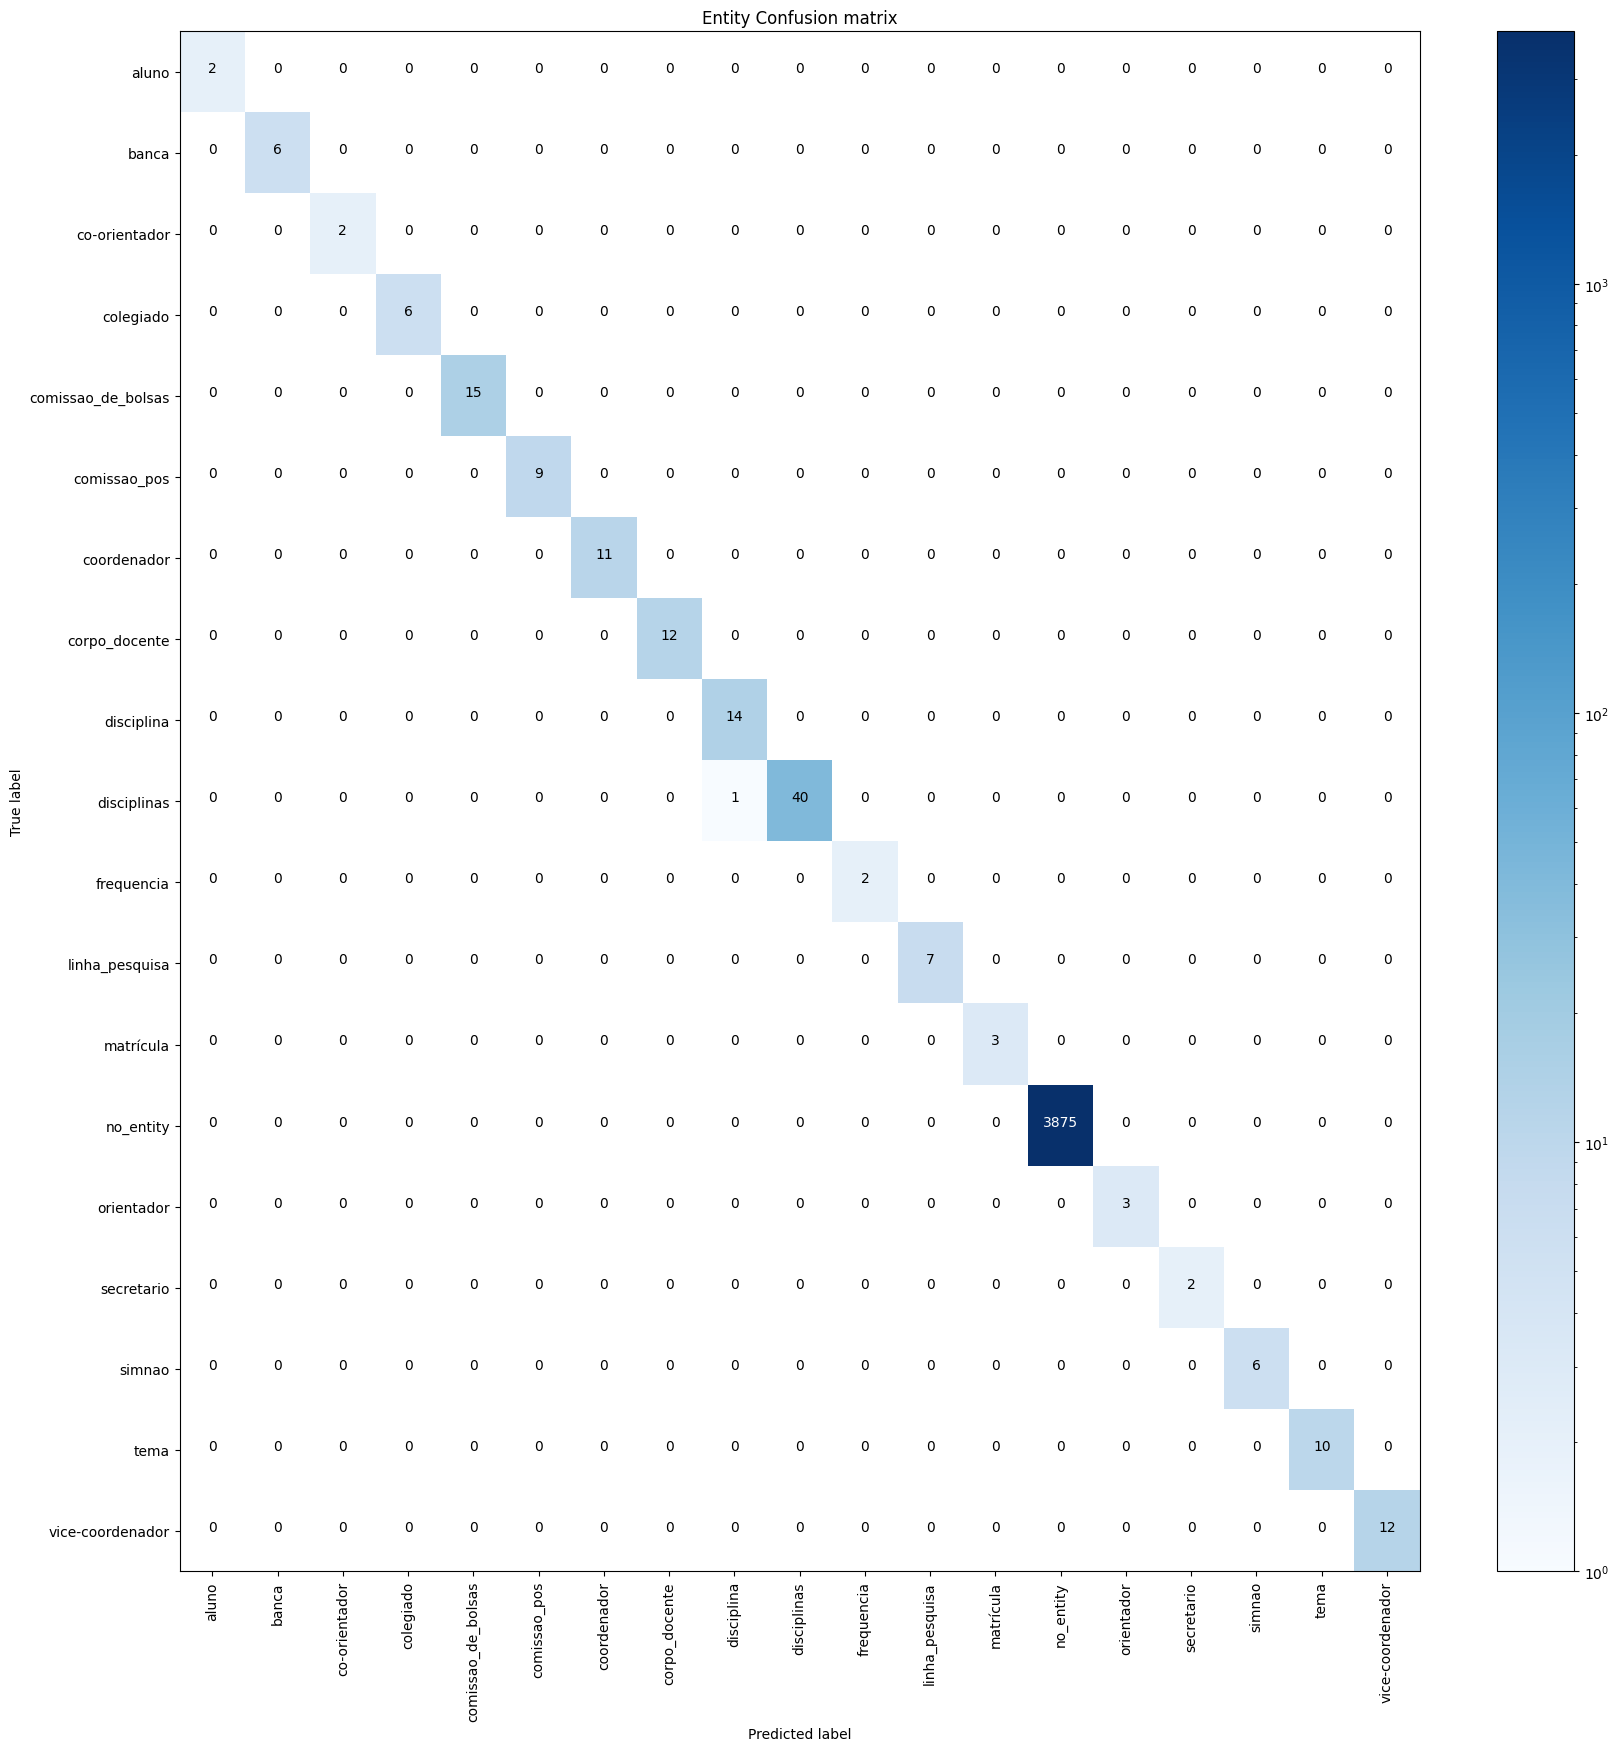 Entity Confusion matrix
aluno 2 0 0 0 0 0 0 0 0 0 0 0 0 0 0 0 0 0 0
banca 0 6 0 0 0 0 0 0 0 0 0 0 0 0 0 0 0 0 0
co-orientador 0 0 2 0 0 0 0 0 0 0 0 0 0 0 0 0 0 0 0
colegiado 0 0 0 6 0 0 0 0 0 0 0 0 0 0 0 0 0 0 0
comissao_de_bolsas 0 0 0 0 15 0 0 0 0 0 0 0 0 0 0 0 0 0 0
comissao_pos 0 0 0 0 0 9 0 0 0 0 0 0 0 0 0 0 0 0 0
coordenador 0 0 0 0 0 0 11 0 0 0 0 0 0 0 0 0 0 0 0
corpo_docente 0 0 0 0 0 0 0 12 0 0 0 0 0 0 0 0 0 0 0
disciplina 0 0 0 0 0 0 0 0 14 0 0 0 0 0 0 0 0 0 0
disciplinas 0 0 0 0 0 0 0 0 1 40 0 0 0 0 0 0 0 0 0
frequencia 0 0 0 0 0 0 0 0 0 0 2 0 0 0 0 0 0 0 0
linha_pesquisa 0 0 0 0 0 0 0 0 0 0 0 7 0 0 0 0 0 0 0
matrícula 0 0 0 0 0 0 0 0 0 0 0 0 3 0 0 0 0 0 0
no_entity 0 0 0 0 0 0 0 0 0 0 0 0 0 3875 0 0 0 0 0
orientador 0 0 0 0 0 0 0 0 0 0 0 0 0 0 3 0 0 0 0
secretario 0 0 0 0 0 0 0 0 0 0 0 0 0 0 0 2 0 0 0
simnao 0 0 0 0 0 0 0 0 0 0 0 0 0 0 0 0 6 0 0
tema 0 0 0 0 0 0 0 0 0 0 0 0 0 0 0 0 0 10 0
vice-coordenador 0 0 0 0 0 0 0 0 0 0 0 0 0 0 0 0 0 0 12
True label
aluno
banca
co-orientador
colegiado
comissao_de_bolsas
comissao_pos
coordenador
corpo_docente
disciplina
disciplinas
frequencia
linha_pesquisa
matrícula
no_entity
orientador
secretario
simnao
tema
vice-coordenador
Predicted label
10³
10²
10¹
10⁰